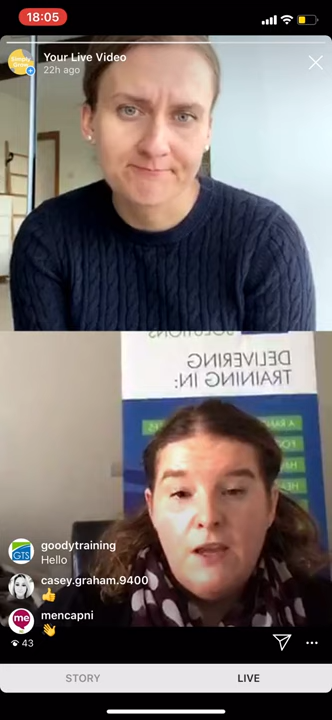 18:05
Your Live Video
22h ago
SOLUTIONS
DELIVERING
TRAINING IN:
goodytraining
GTS
Hello
casey.graham.9400
👍
me
mencapni
👋
43
STORY
LIVE